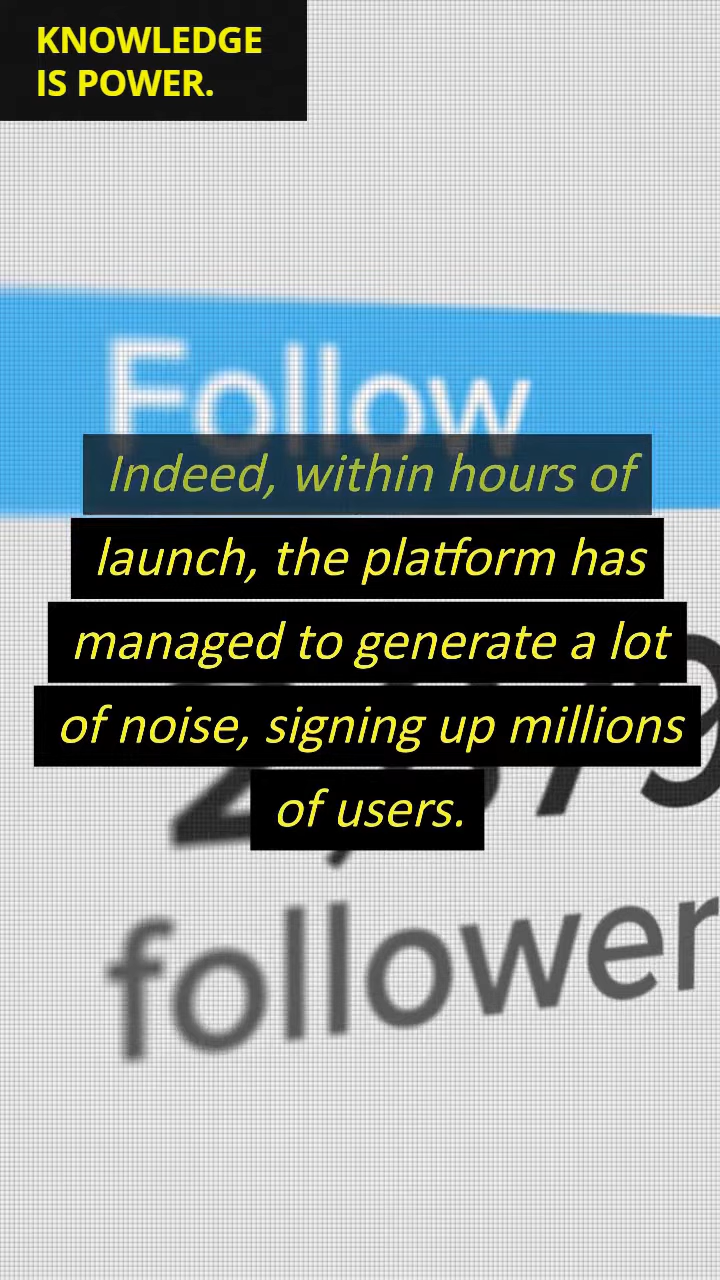 KNOWLEDGE
IS POWER.
Follow
Indeed, within hours of
launch, the platform has
managed to generate a lot
of noise, signing up millions
of users.
follower